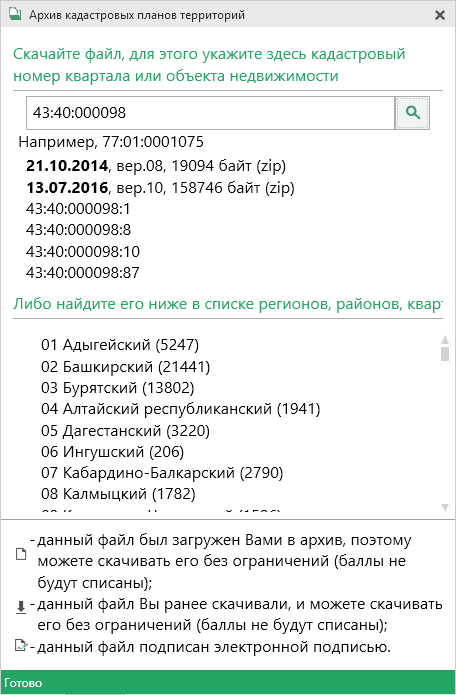 Архив кадастровых планов территорий
Скачайте файл, для этого укажите здесь кадастровый
номер квартала или объекта недвижимости
43:40:000098
Например, 77:01:0001075
21.10.2014, вер.08, 19094 байт (zip)
13.07.2016, вер.10, 158746 байт (zip)
43:40:000098:1
43:40:000098:8
43:40:000098:10
43:40:000098:87
Либо найдите его ниже в списке регионов, районов, кварт
01 Адыгейский (5247)
02 Башкирский (21441)
03 Бурятский (13802)
04 Алтайский республиканский (1941)
05 Дагестанский (3220)
06 Ингушский (206)
07 Кабардино-Балкарский (2790)
08 Калмыцкий (1782)
- данный файл был загружен Вами в архив, поэтому
можете скачивать его без ограничений (баллы не
будут списаны);
- данный файл Вы ранее скачивали, и можете скачивать
его без ограничений (баллы не будут списаны);
- данный файл подписан электронной подписью.
Готово